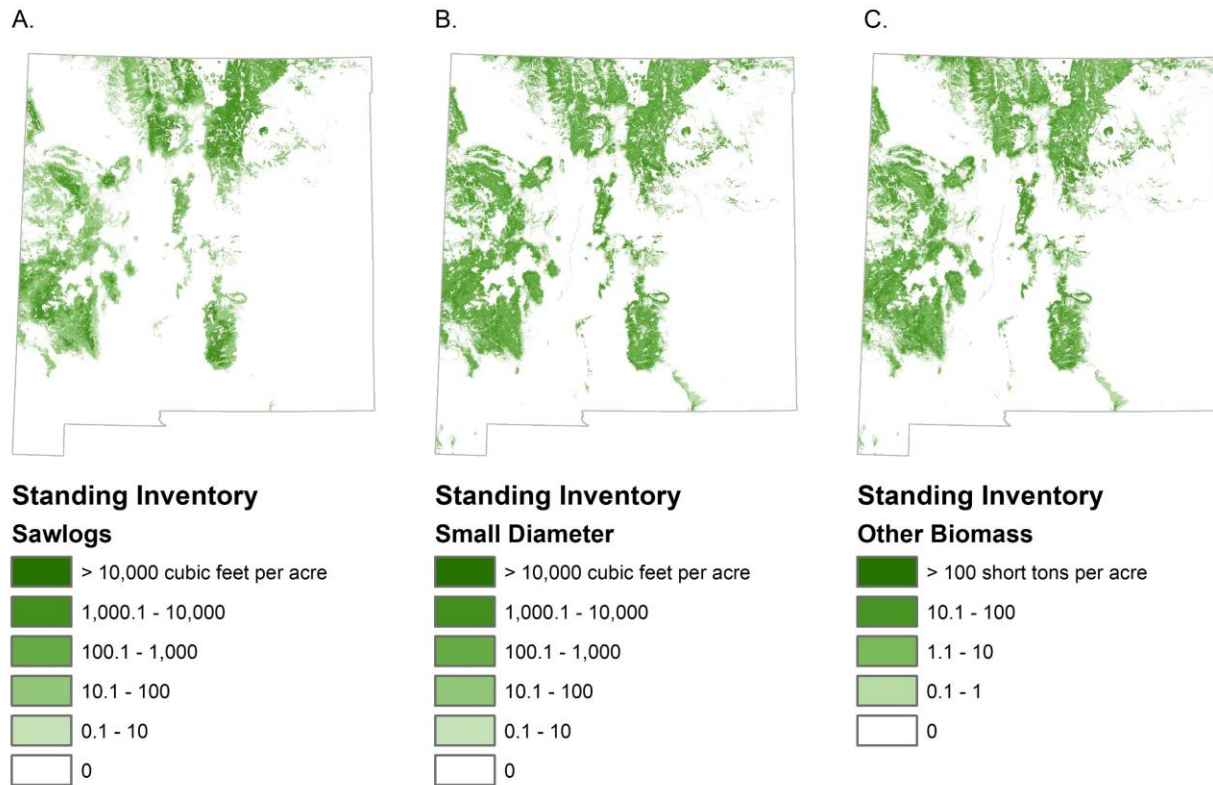 A.
B.
C.
Standing Inventory
Sawlogs
> 10,000 cubic feet per acre
1,000.1 - 10,000
100.1 - 1,000
10.1 - 100
0.1 - 10
0
Standing Inventory
Small Diameter
> 10,000 cubic feet per acre
1,000.1 - 10,000
100.1 - 1,000
10.1 - 100
0.1 - 10
0
Standing Inventory
Other Biomass
> 100 short tons per acre
10.1 - 100
1.1 - 10
0.1 - 1
0